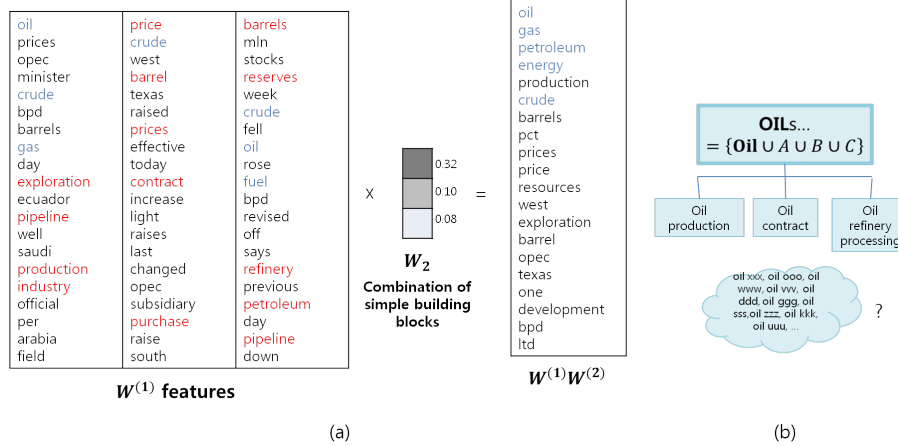 oil
prices
opec
minister
crude
bpd
barrels
gas
day
exploration
ecuador
pipeline
well
saudi
production
industry
official
per
arabia
field
price
crude
west
barrel
texas
raised
prices
effective
today
contract
increase
light
raises
last
changed
opec
subsidiary
purchase
raise
south
barrels
mln
stocks
reserves
week
crude
fell
oil
rose
fuel
bpd
revised
off
says
refinery
previous
petroleum
day
pipeline
down
W^(1) features
x
0.32
0.10
0.08
W_2
Combination of
simple building
blocks
=
oil
gas
petroleum
energy
production
crude
barrels
pct
prices
price
resources
west
exploration
barrel
opec
texas
one
development
bpd
ltd
W^(1)W^(2)
(a)
OILs...
= {Oil ∪ A ∪ B ∪ C}
Oil
production
Oil
contract
Oil
refinery
processing
oil xxx, oil ooo, oil
www, oil vvv, oil
ddd, oil ggg, oil
sss,oil zzz, oil kkk,
oil uuu, ...
?
(b)